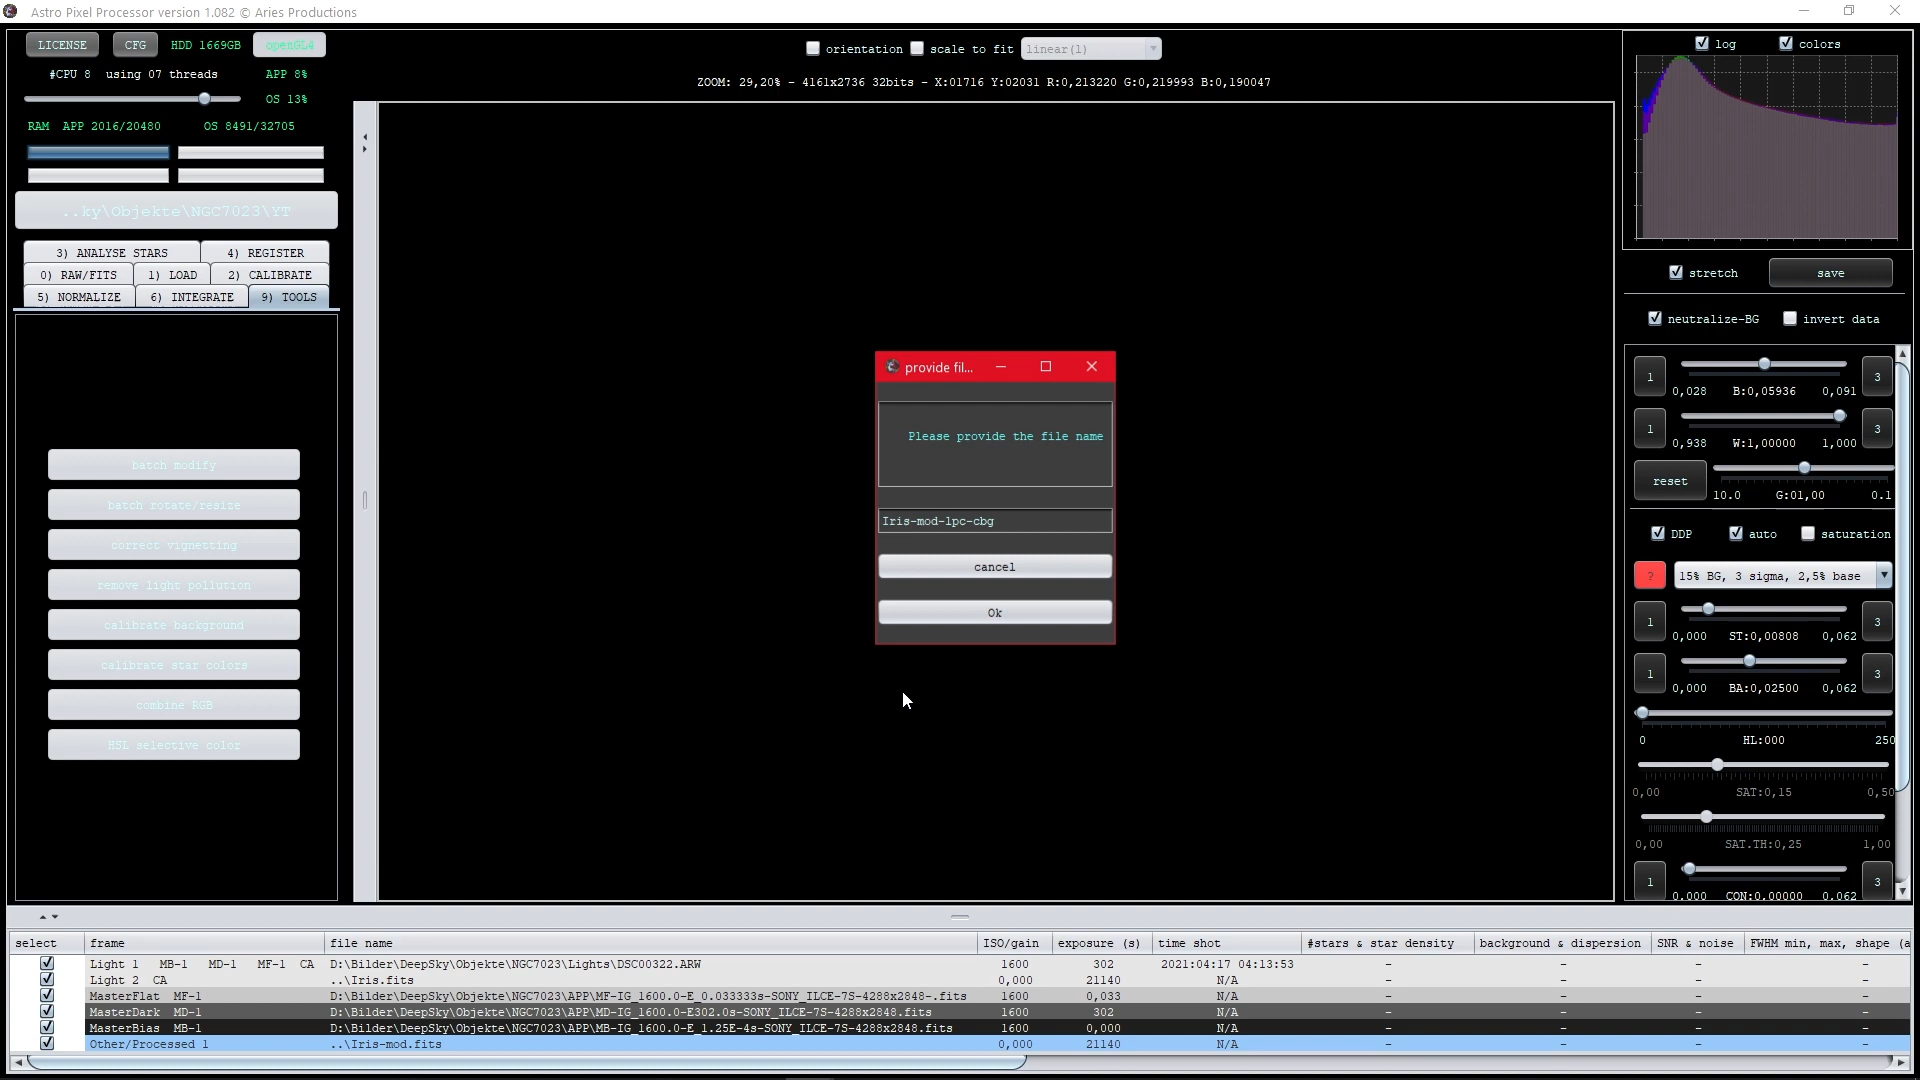 Astro Pixel Processor version 1.082 © Aries Productions
LICENSE CFG HDD 1669GB openGL4
#CPU 8 using 07 threads APP 8%
OS 13%
RAM APP 2016/20480 OS 8491/32705
..ky\Objekte\NGC7023\YT
3) ANALYSE STARS 4) REGISTER
0) RAW/FITS 1) LOAD 2) CALIBRATE
5) NORMALIZE 6) INTEGRATE 9) TOOLS
batch modify
batch rotate/resize
correct vignetting
remove light pollution
calibrate background
calibrate star colors
combine RGB
HSL selective color
orientation scale to fit linear(1)
ZOOM: 29,20% - 4161x2736 32bits - X:01716 Y:02031 R:0,213220 G:0,219993 B:0,190047
provide fil...
Please provide the file name
Iris-mod-lpc-cbg
cancel
Ok
log colors
stretch save
neutralize-BG invert data
1 3
0,028 B:0,05936 0,091
1 3
0,938 W:1,00000 1,000
reset
10.0 G:01,00 0.1
DDP auto saturation
? 15% BG, 3 sigma, 2,5% base
1 3
0,000 ST:0,00808 0,062
1 3
0,000 BA:0,02500 0,062
0 HL:000 250
0,00 SAT:0,15 0,50
0,00 SAT.TH:0,25 1,00
1 3
0,000 CON:0,00000 0,062
select frame file name ISO/gain exposure (s) time shot #stars & star density background & dispersion SNR & noise FWHM min, max, shape (a
Light 1 MB-1 MD-1 MF-1 CA D:\Bilder\DeepSky\Objekte\NGC7023\Lights\DSC00322.ARW 1600 302 2021:04:17 04:13:53 - - - -
Light 2 CA ..\Iris.fits 0,000 21140 N/A - - - -
MasterFlat MF-1 D:\Bilder\DeepSky\Objekte\NGC7023\APP\MF-IG_1600.0-E_0.033333s-SONY_ILCE-7S-4288x2848-.fits 1600 0,033 N/A - - - -
MasterDark MD-1 D:\Bilder\DeepSky\Objekte\NGC7023\APP\MD-IG_1600.0-E302.0s-SONY_ILCE-7S-4288x2848.fits 1600 302 N/A - - - -
MasterBias MB-1 D:\Bilder\DeepSky\Objekte\NGC7023\APP\MB-IG_1600.0-E_1.25E-4s-SONY_ILCE-7S-4288x2848.fits 1600 0,000 N/A - - - -
Other/Processed 1 ..\Iris-mod.fits 0,000 21140 N/A - - - -